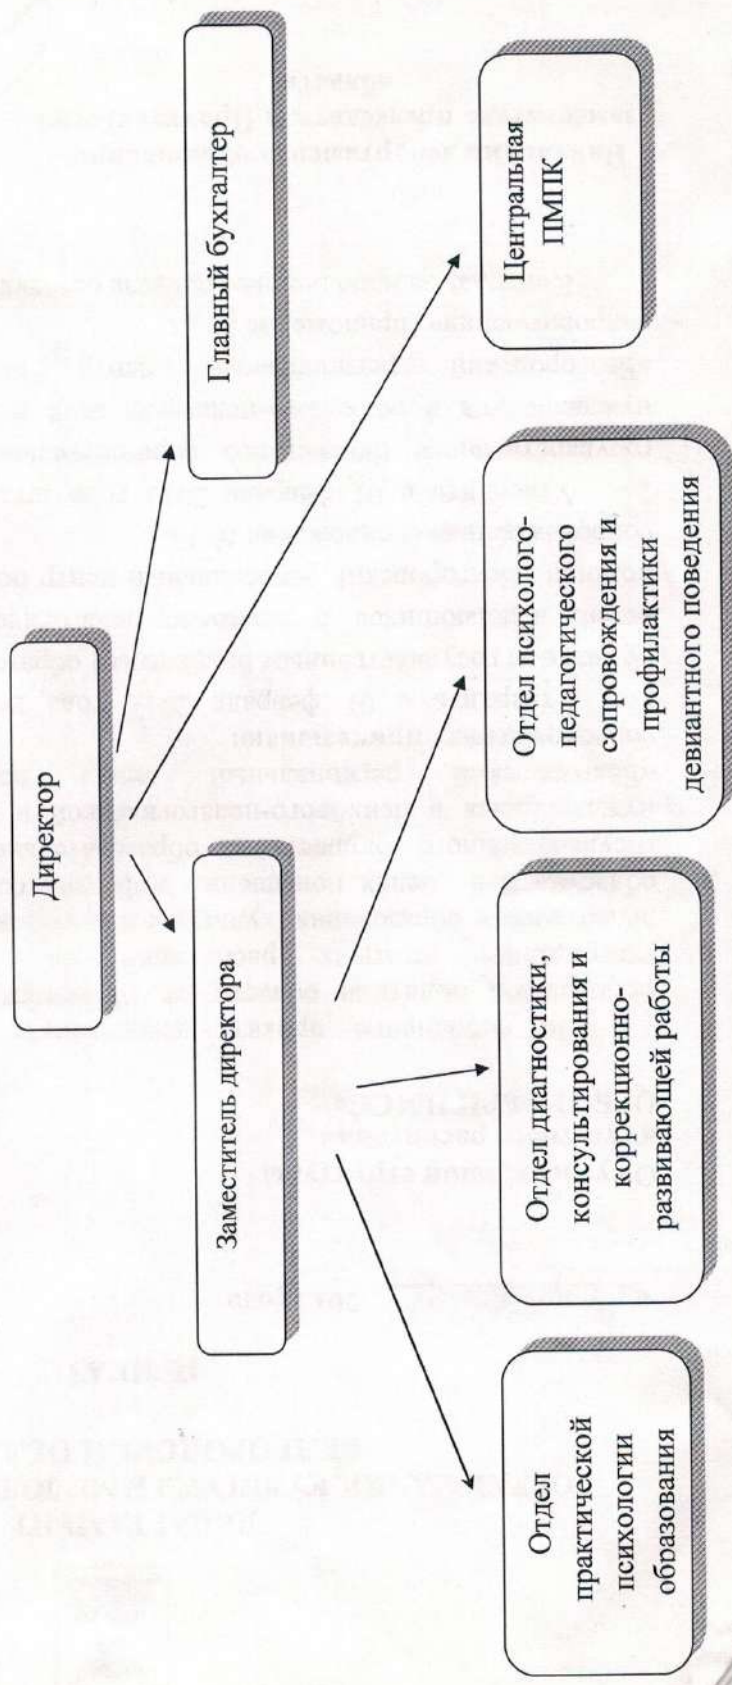 Директор
Заместитель директора
Главный бухгалтер
Отдел
практической
психологии
образования
Отдел диагностики,
консультирования и
коррекционно-
развивающей работы
Отдел психолого-
педагогического
сопровождения и
профилактики
девиантного поведения
Центральная
ПМПК